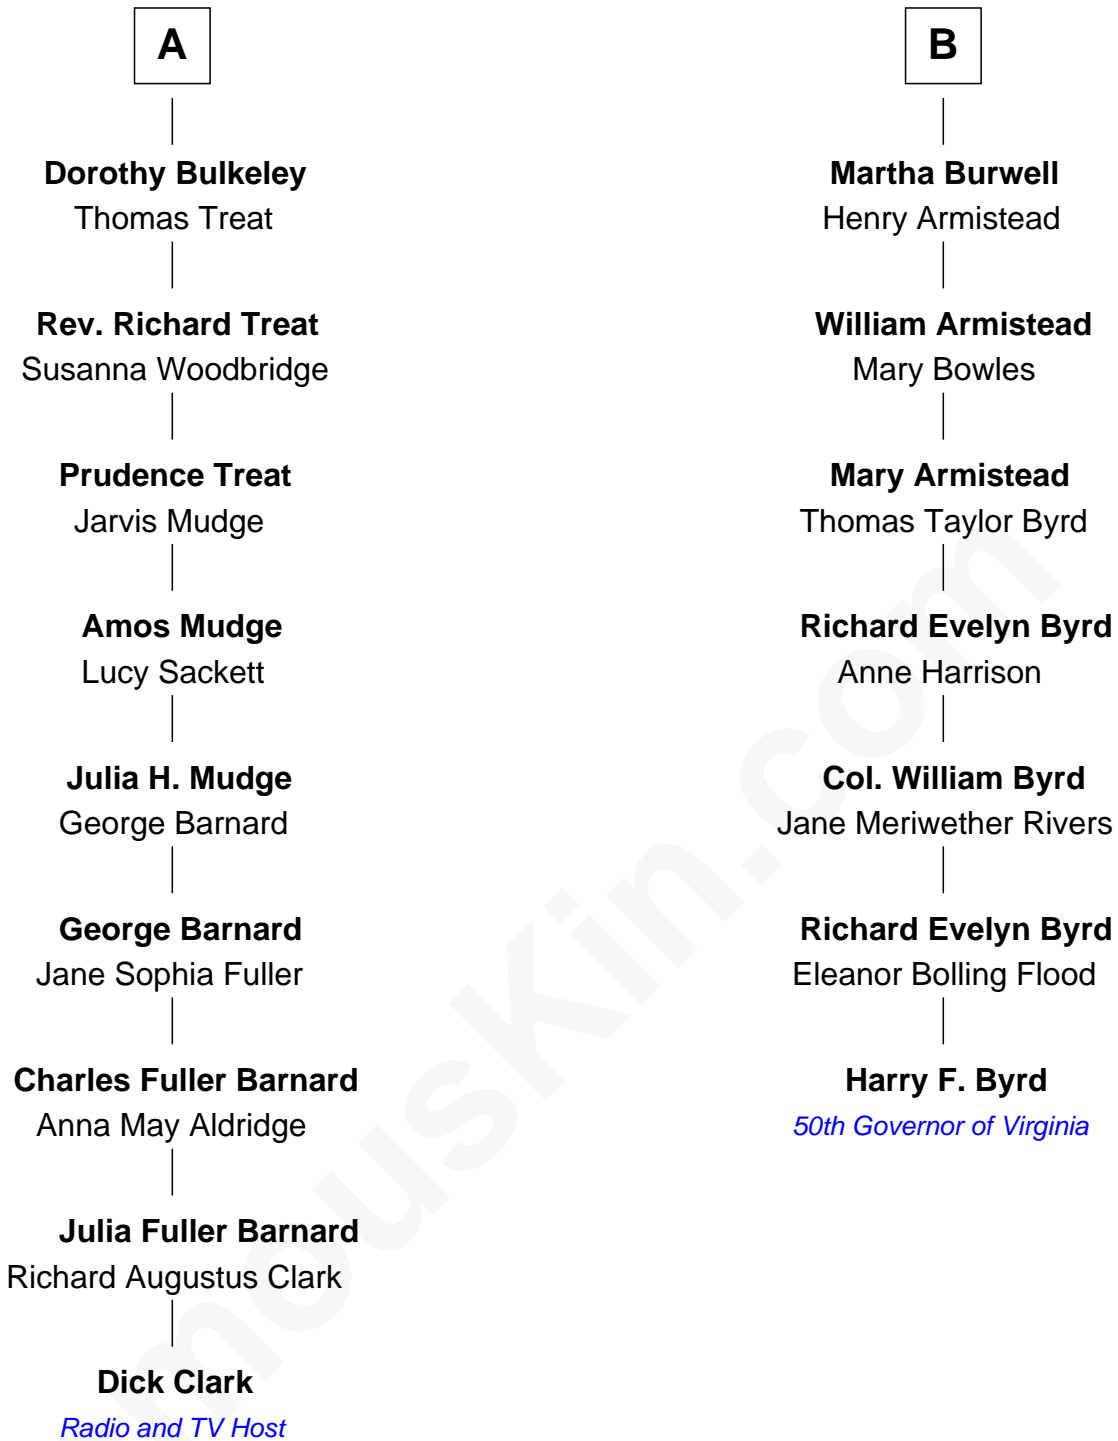 A
Dorothy Bulkeley
Thomas Treat
Rev. Richard Treat
Susanna Woodbridge
Prudence Treat
Jarvis Mudge
Amos Mudge
Lucy Sackett
Julia H. Mudge
George Barnard
George Barnard
Jane Sophia Fuller
Charles Fuller Barnard
Anna May Aldridge
Julia Fuller Barnard
Richard Augustus Clark
Dick Clark
Radio and TV Host
B
Martha Burwell
Henry Armistead
William Armistead
Mary Bowles
Mary Armistead
Thomas Taylor Byrd
Richard Evelyn Byrd
Anne Harrison
Col. William Byrd
Jane Meriwether Rivers
Richard Evelyn Byrd
Eleanor Bolling Flood
Harry F. Byrd
50th Governor of Virginia
mousKin.com